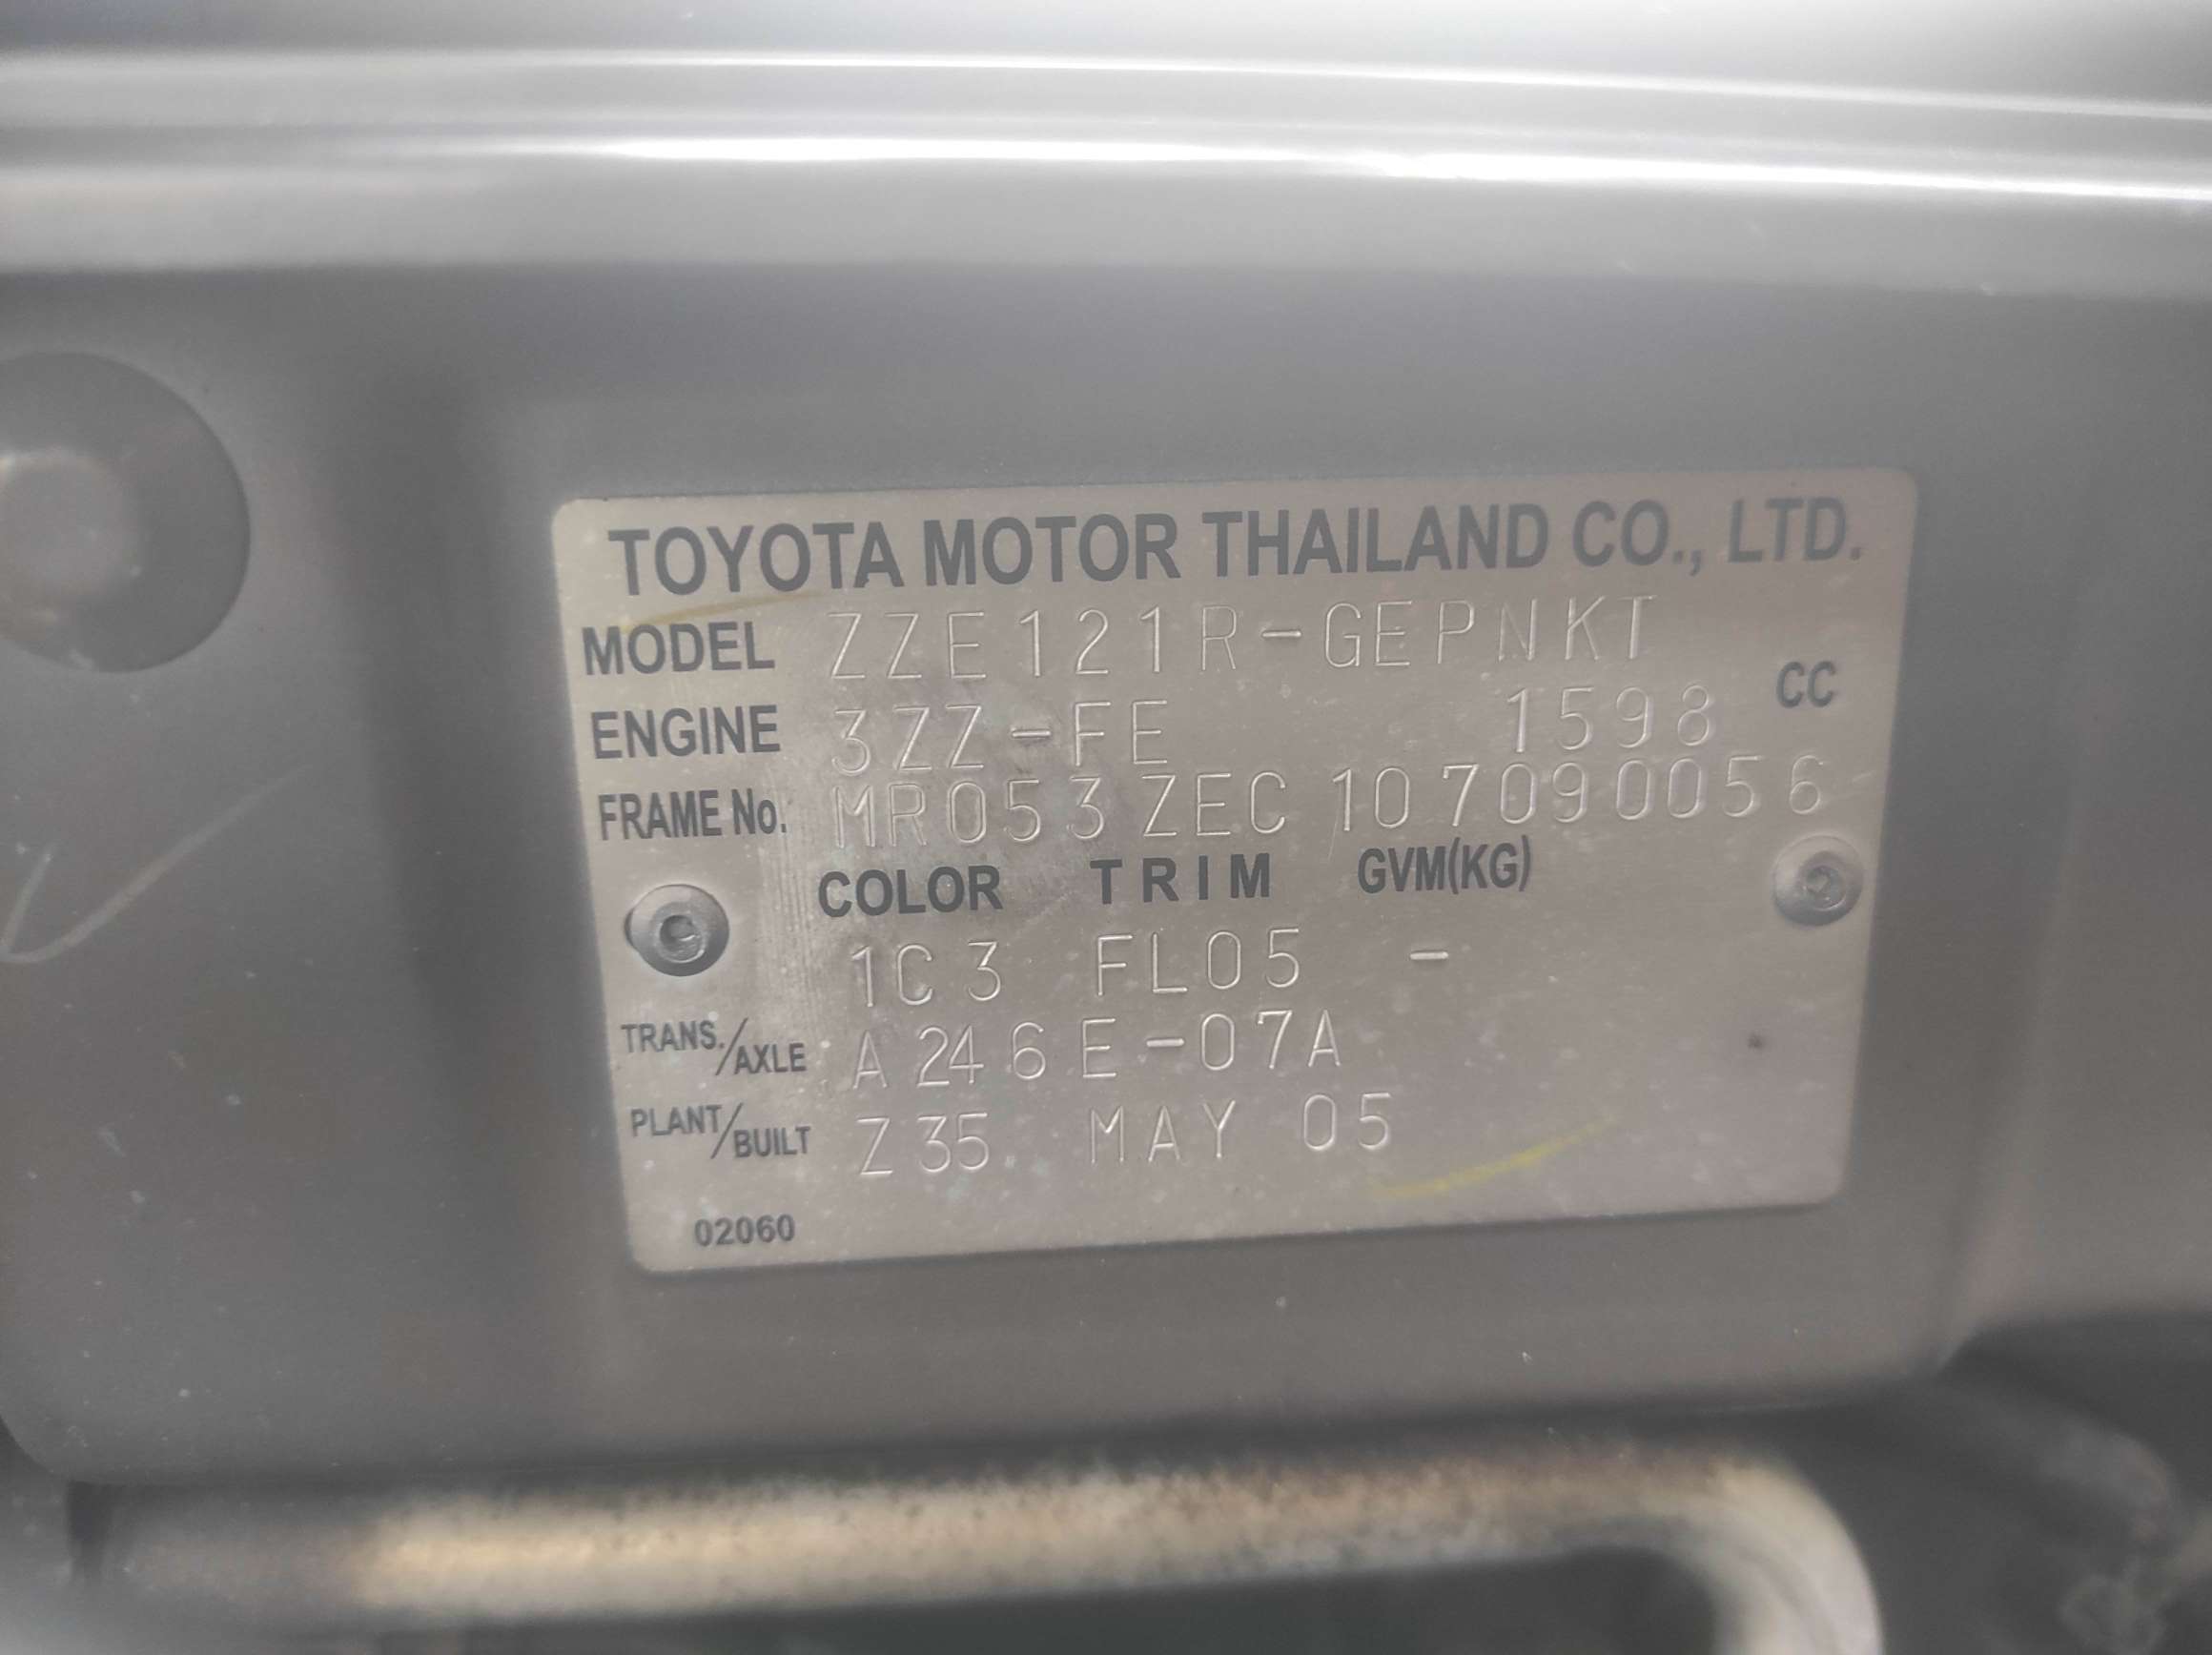 TOYOTA MOTOR THAILAND CO., LTD.
MODEL ZZE121R-GEPNKT
ENGINE 3ZZ-FE 1598 CC
FRAME No. MR053ZEC107090056
COLOR TRIM GVM(KG)
1C3 FL05 -
TRANS./AXLE A246E-07A
PLANT/BUILT Z35 MAY 05
02060